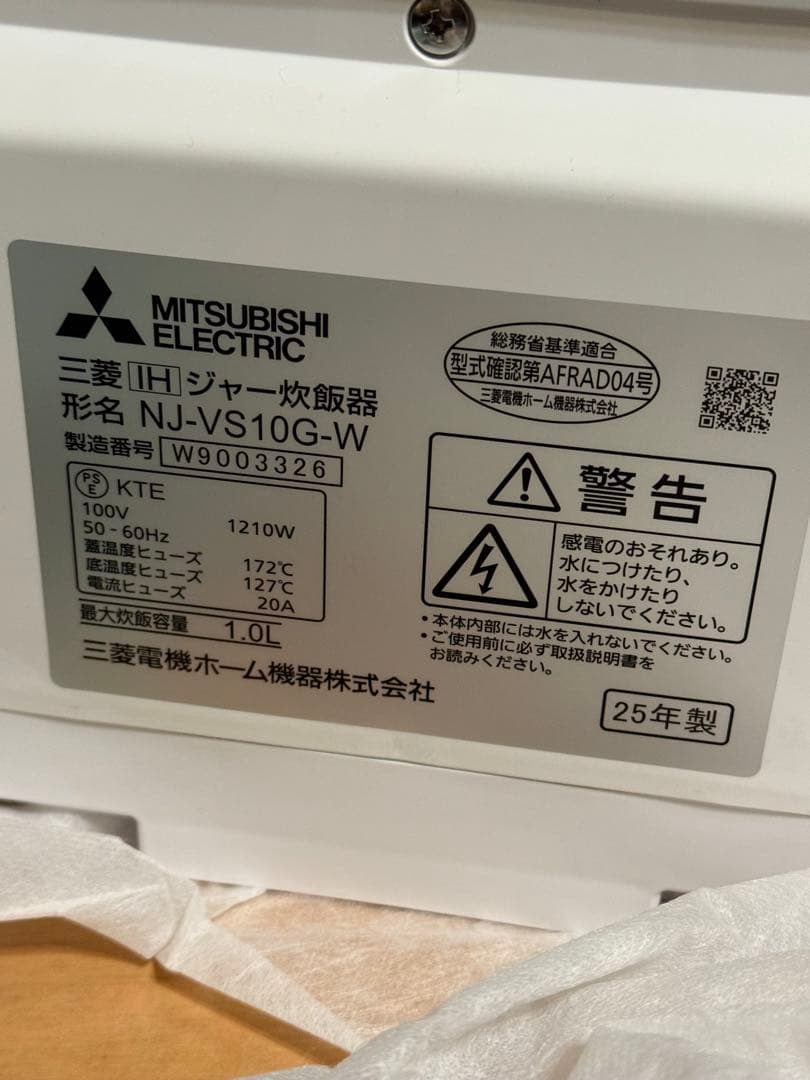 MITSUBISHI
ELECTRIC
三菱 IH ジャー炊飯器
形名 NJ-VS10G-W
製造番号 W9003326
PSE KTE
100V
50-60Hz 1210W
蓋温度ヒューズ 172℃
底温度ヒューズ 127℃
電流ヒューズ 20A
最大炊飯容量 1.0L
三菱電機ホーム機器株式会社
総務省基準適合
型式確認第AFRAD04号
三菱電機ホーム機器株式会社
警告
感電のおそれあり。
水につけたり、
水をかけたり
しないでください。
・本体内部には水を入れないでください。
・ご使用前に必ず取扱説明書を
お読みください。
25年製